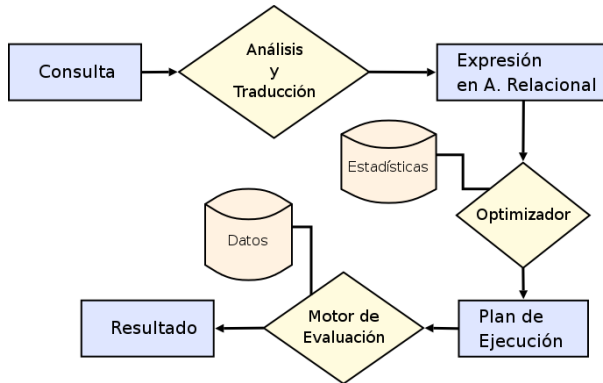 Consulta
Análisis
y
Traducción
Expresión
en A. Relacional
Estadísticas
Optimizador
Datos
Resultado
Motor de
Evaluación
Plan de
Ejecución